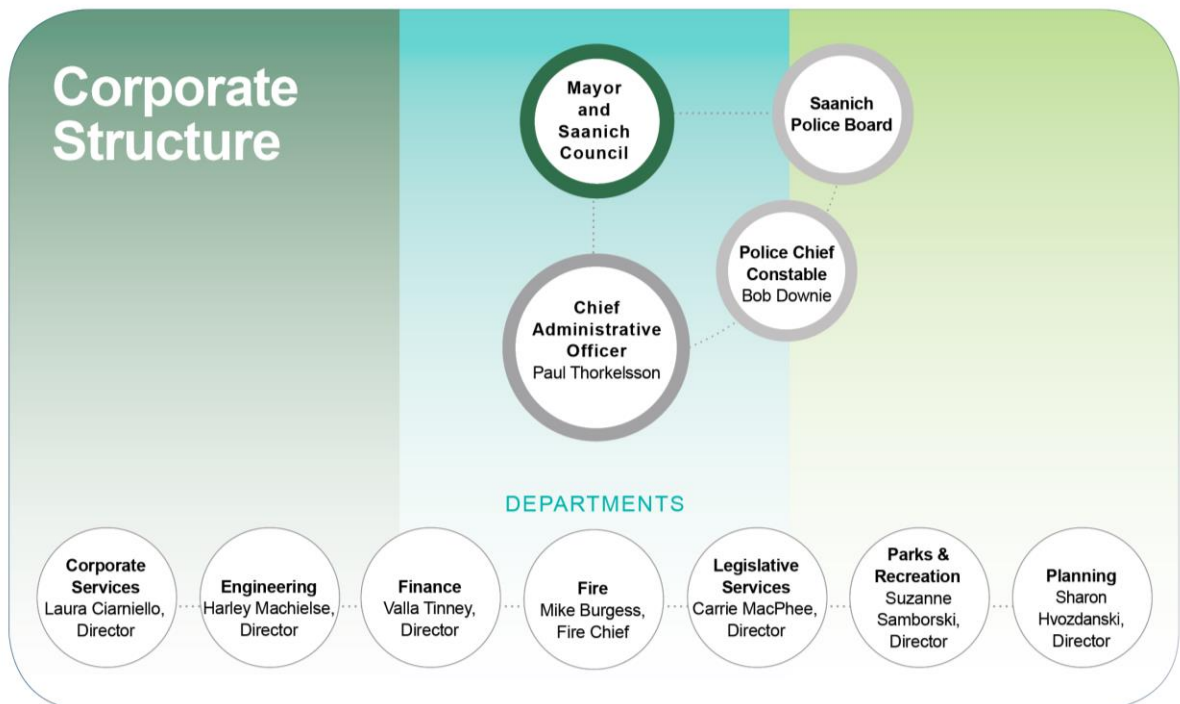 Corporate
Structure
Mayor
and
Saanich
Council
Saanich
Police Board
Police Chief
Constable
Bob Downie
Chief
Administrative
Officer
Paul Thorkelsson
DEPARTMENTS
Corporate
Services
Laura Ciarniello,
Director
Engineering
Harley Machielse,
Director
Finance
Valla Tinney,
Director
Fire
Mike Burgess,
Fire Chief
Legislative
Services
Carrie MacPhee,
Director
Parks &
Recreation
Suzanne
Samborski,
Director
Planning
Sharon
Hvozdanski,
Director